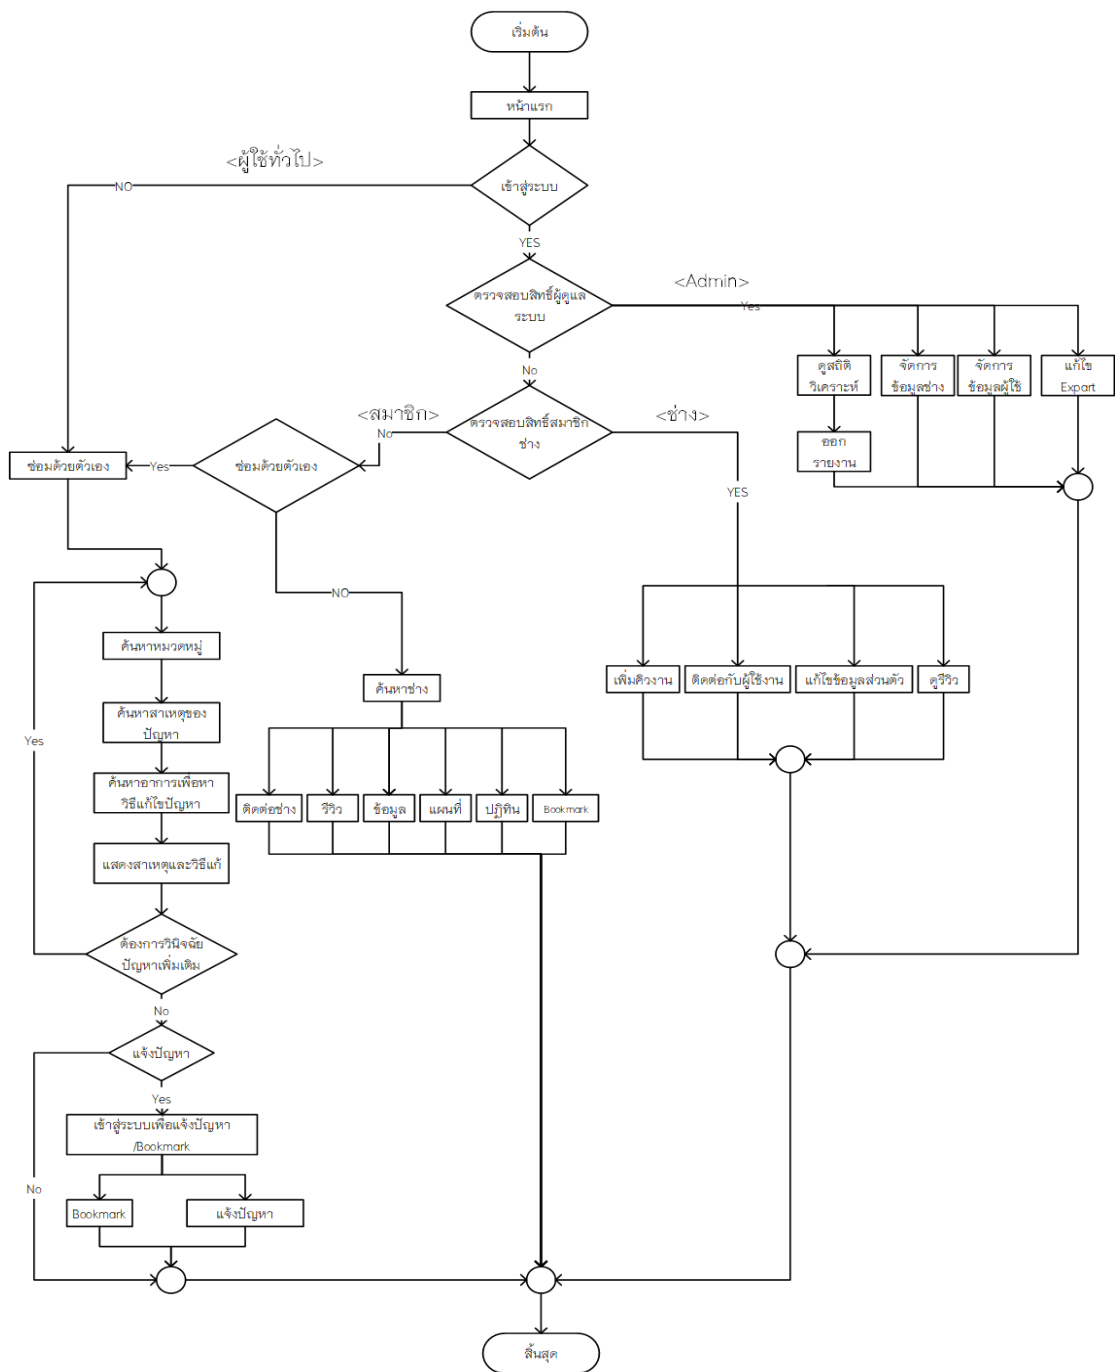 เริ่มต้น
หน้าแรก
<ผู้ใช้ทั่วไป>
NO
เข้าสู่ระบบ
YES
<Admin>
ตรวจสอบสิทธิ์ผู้ดูแล
ระบบ
Yes
No
ดูสถิติ
วิเคราะห์
จัดการ
ข้อมูลช่าง
จัดการ
ข้อมูลผู้ใช้
แก้ไข
Expart
<สมาชิก>
No
ตรวจสอบสิทธิ์สมาชิก
ช่าง
<ช่าง>
ออก
รายงาน
ซ่อมด้วยตัวเอง
Yes
ซ่อมด้วยตัวเอง
YES
NO
ค้นหาหมวดหมู่
ค้นหาช่าง
เพิ่มคิวงาน
ติดต่อกับผู้ใช้งาน
แก้ไขข้อมูลส่วนตัว
ดูรีวิว
ค้นหาสาเหตุของ
ปัญหา
Yes
ค้นหาอาการเพื่อหา
วิธีแก้ไขปัญหา
ติดต่อช่าง
รีวิว
ข้อมูล
แผนที่
ปฏิทิน
Bookmark
แสดงสาเหตุและวิธีแก้
ต้องการวินิจฉัย
ปัญหาเพิ่มเติม
No
แจ้งปัญหา
Yes
เข้าสู่ระบบเพื่อแจ้งปัญหา
/Bookmark
No
Bookmark
แจ้งปัญหา
สิ้นสุด